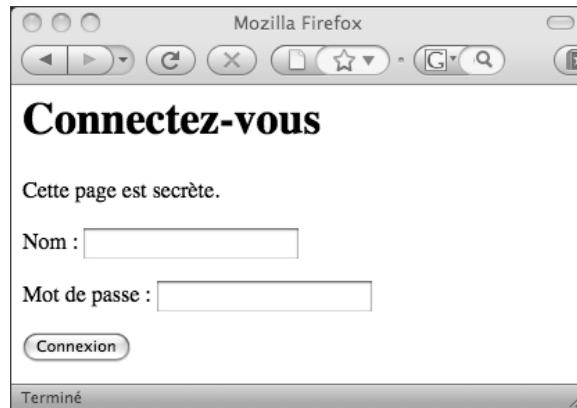 Mozilla Firefox
G
Connectez-vous
Cette page est secrète.
Nom :
Mot de passe :
Connexion
Terminé